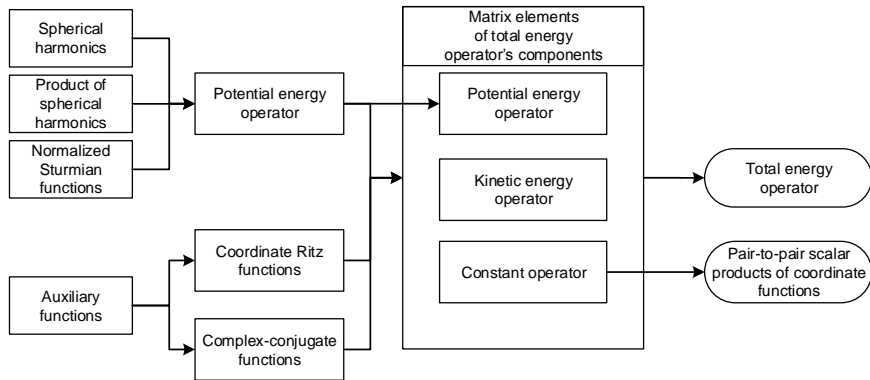 Spherical
harmonics
Product of
spherical
harmonics
Normalized
Sturmian
functions
Auxiliary
functions
Potential energy
operator
Coordinate Ritz
functions
Complex-conjugate
functions
Matrix elements
of total energy
operator's components
Potential energy
operator
Kinetic energy
operator
Constant operator
Total energy
operator
Pair-to-pair scalar
products of coordinate
functions